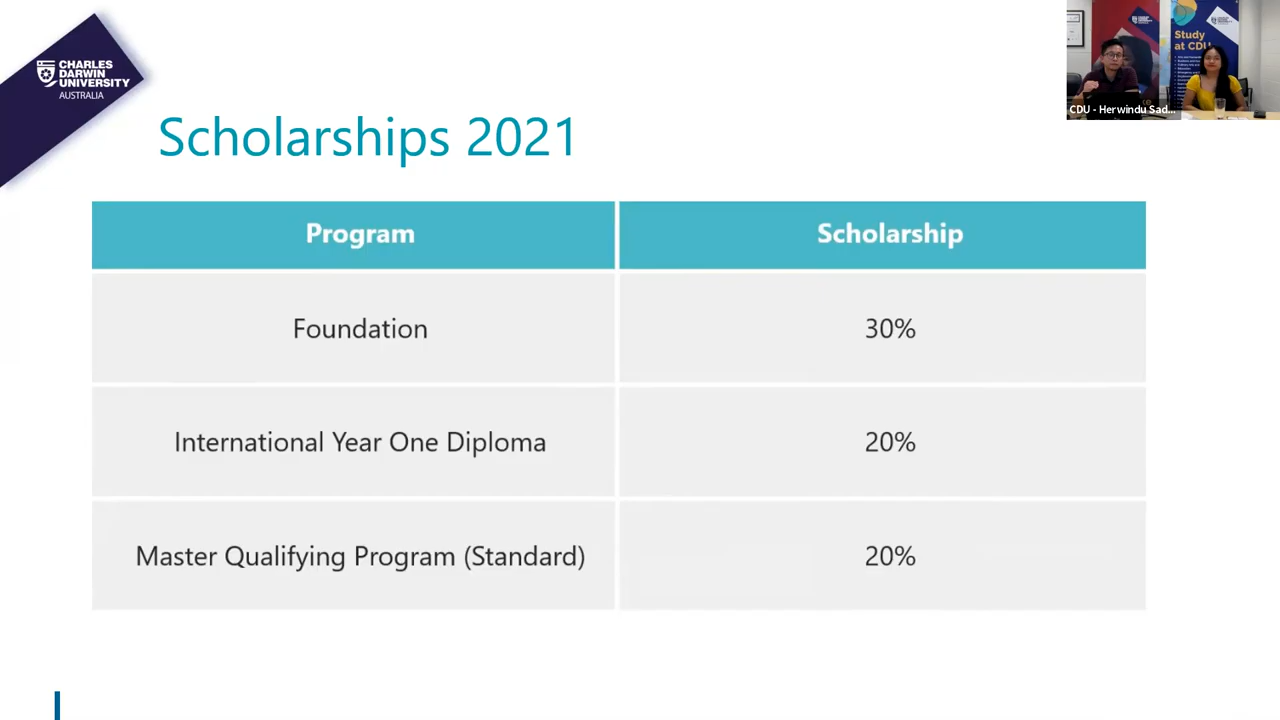 CHARLES
DARWIN
UNIVERSITY
AUSTRALIA
Study
at CDU
CDU - Herwindu Sad...
Scholarships 2021
Program Scholarship
Foundation 30%
International Year One Diploma 20%
Master Qualifying Program (Standard) 20%